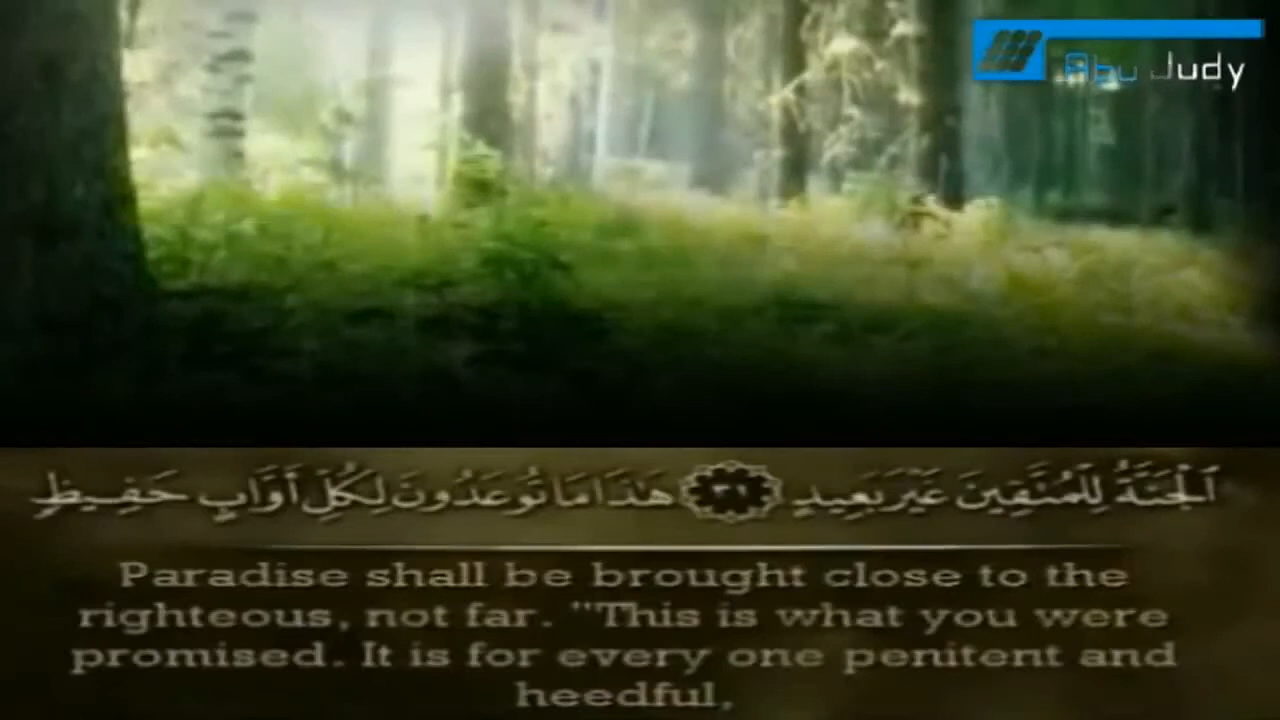 Abu Judy
ٱلْجَنَّةُ لِلْمُتَّقِينَ غَيْرَ بَعِيدٍ ٣١ هَٰذَا مَا تُوعَدُونَ لِكُلِّ أَوَّابٍ حَفِيظٍ
Paradise shall be brought close to the
righteous, not far. "This is what you were
promised. It is for every one penitent and
heedful,